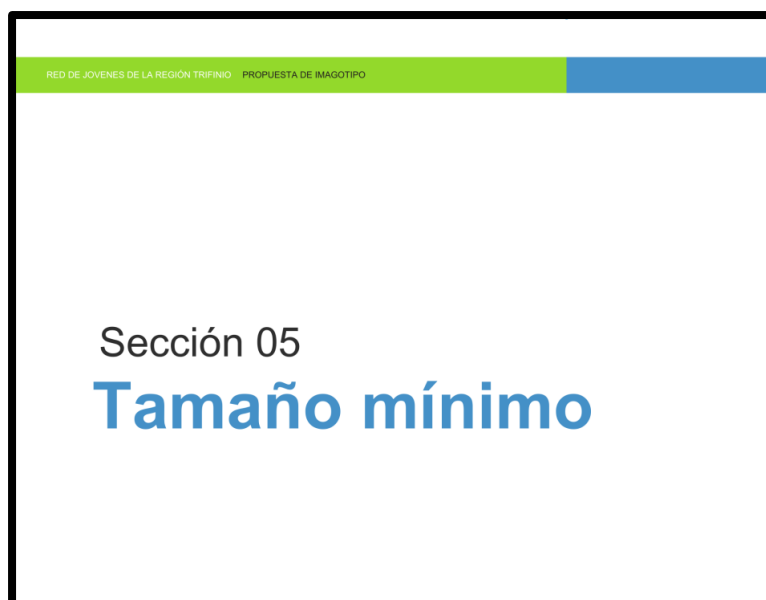 RED DE JOVENES DE LA REGIÓN TRIFINIO PROPUESTA DE IMAGOTIPO
Sección 05
Tamaño mínimo